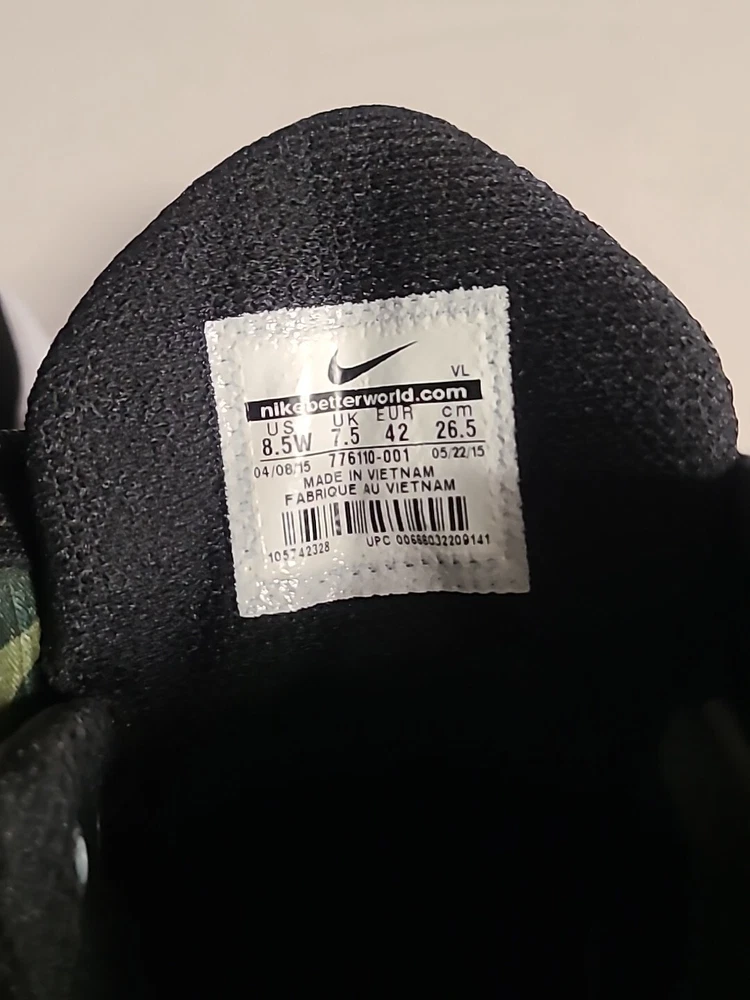 VL
nikebetterworld.com
US UK EUR cm
8.5W 7.5 42 26.5
04/08/15 776110-001 05/22/15
MADE IN VIETNAM
FABRIQUE AU VIETNAM
105742328 UPC 00668032209141